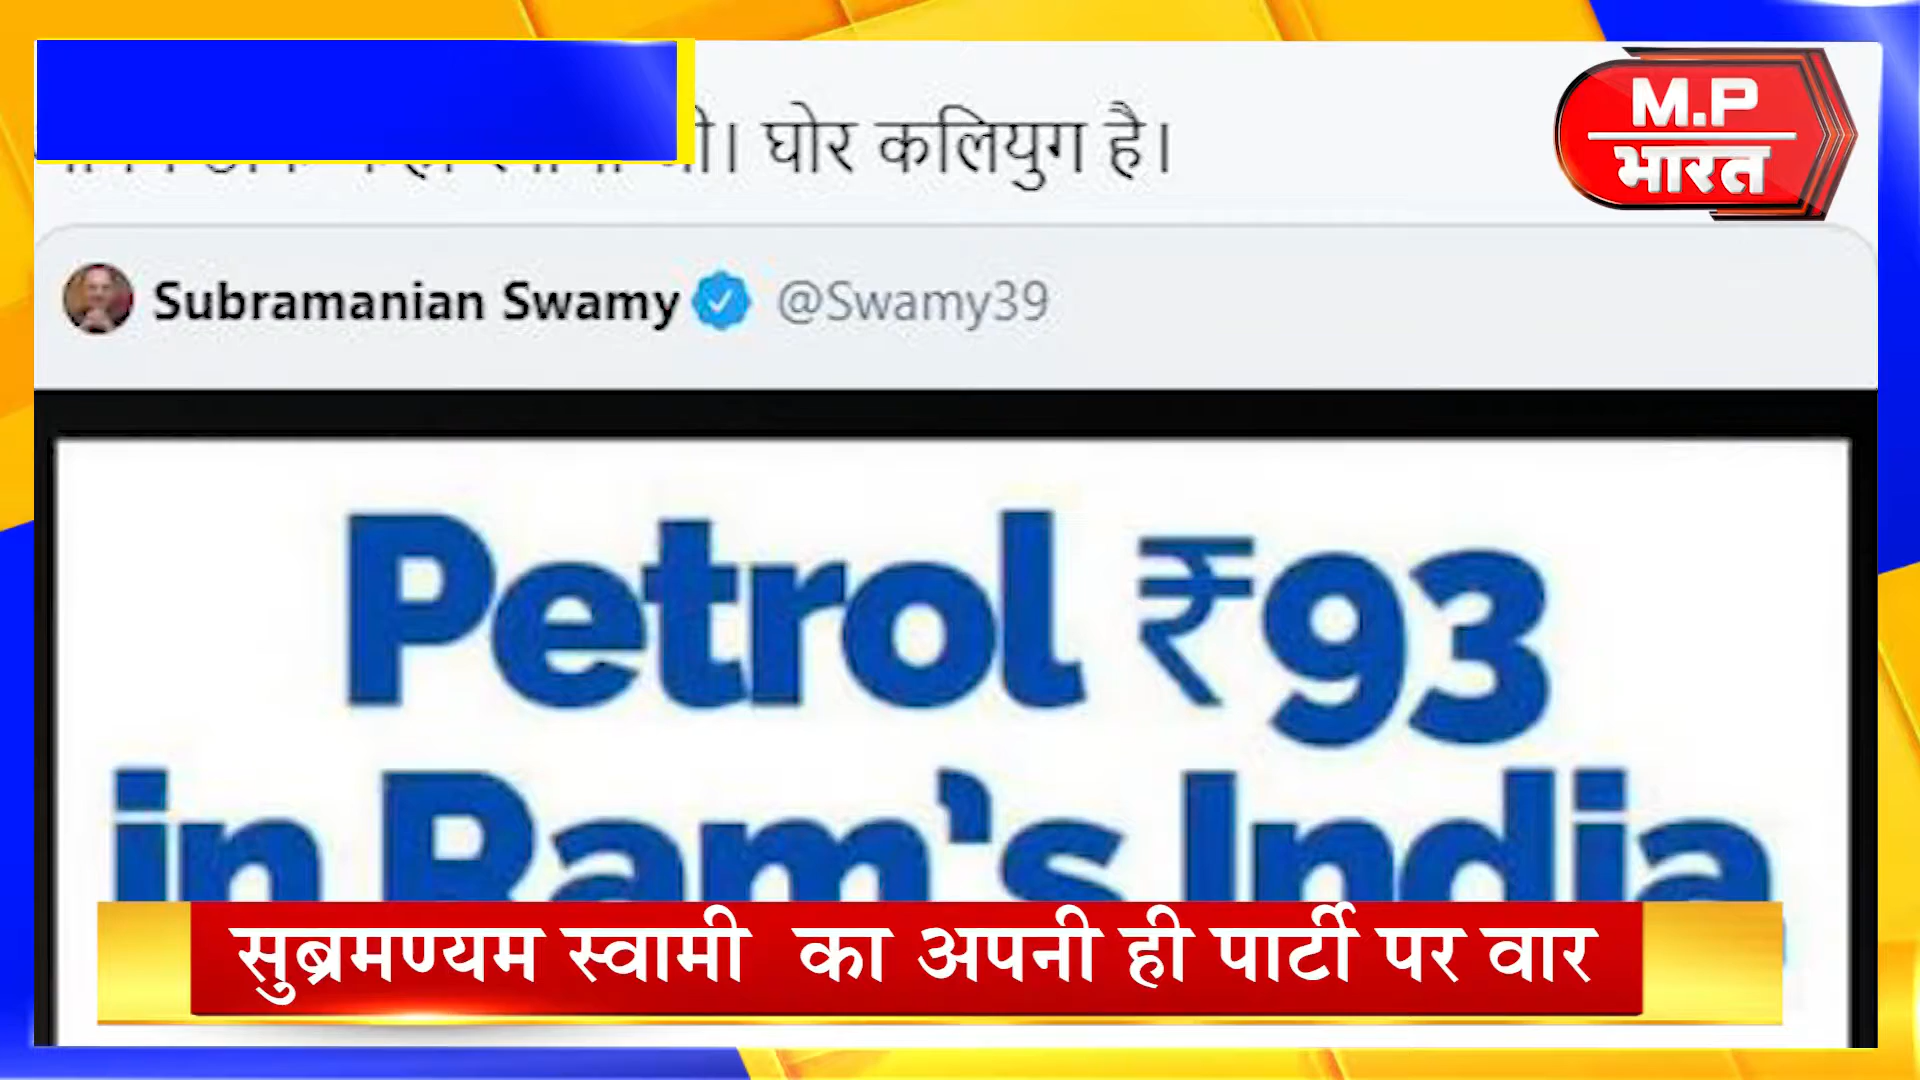 घोर कलियुग है।
M.P
भारत
Subramanian Swamy @Swamy39
Petrol ₹93
in Ram's India
सुब्रमण्यम स्वामी का अपनी ही पार्टी पर वार